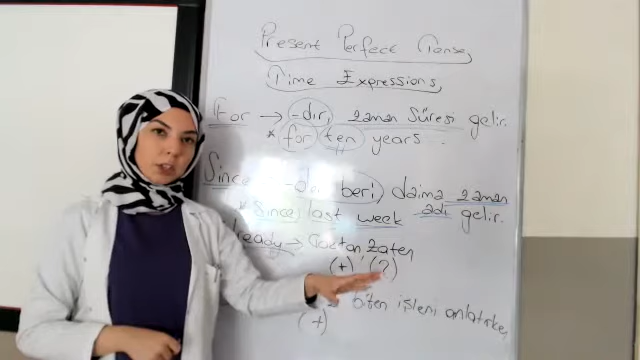 Present Perfect Tense
Time Expressions
For → -dır, zaman süresi gelir.
* for ten years.
Since -dır beri, daima zaman
* Since last week adı gelir.
Already → Çoktan, zaten
(+) (?)
biten işleri anlatırken
(+)